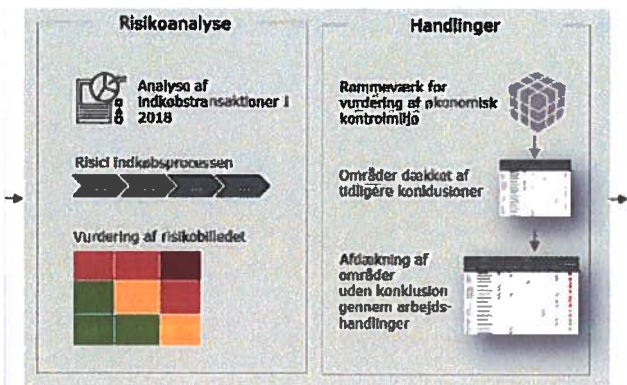 Risikoanalyse
Analyse af
indkøbstransaktioner i
2018
Risici indkøbsprocessen
... ... ... ...
Vurdering af risikobilledet
Handlinger
Rammeværk for
vurdering af økonomisk
kontrolmiljø
Områder dækket af
tidligere konklusioner
Afdækning af
områder
uden konklusion
gennem arbejds-
handlinger